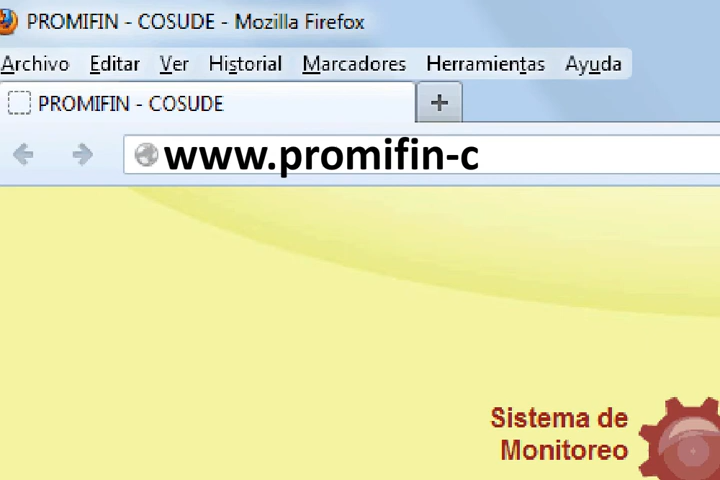 PROMIFIN - COSUDE - Mozilla Firefox
Archivo Editar Ver Historial Marcadores Herramientas Ayuda
PROMIFIN - COSUDE +
www.promifin-c
Sistema de
Monitoreo